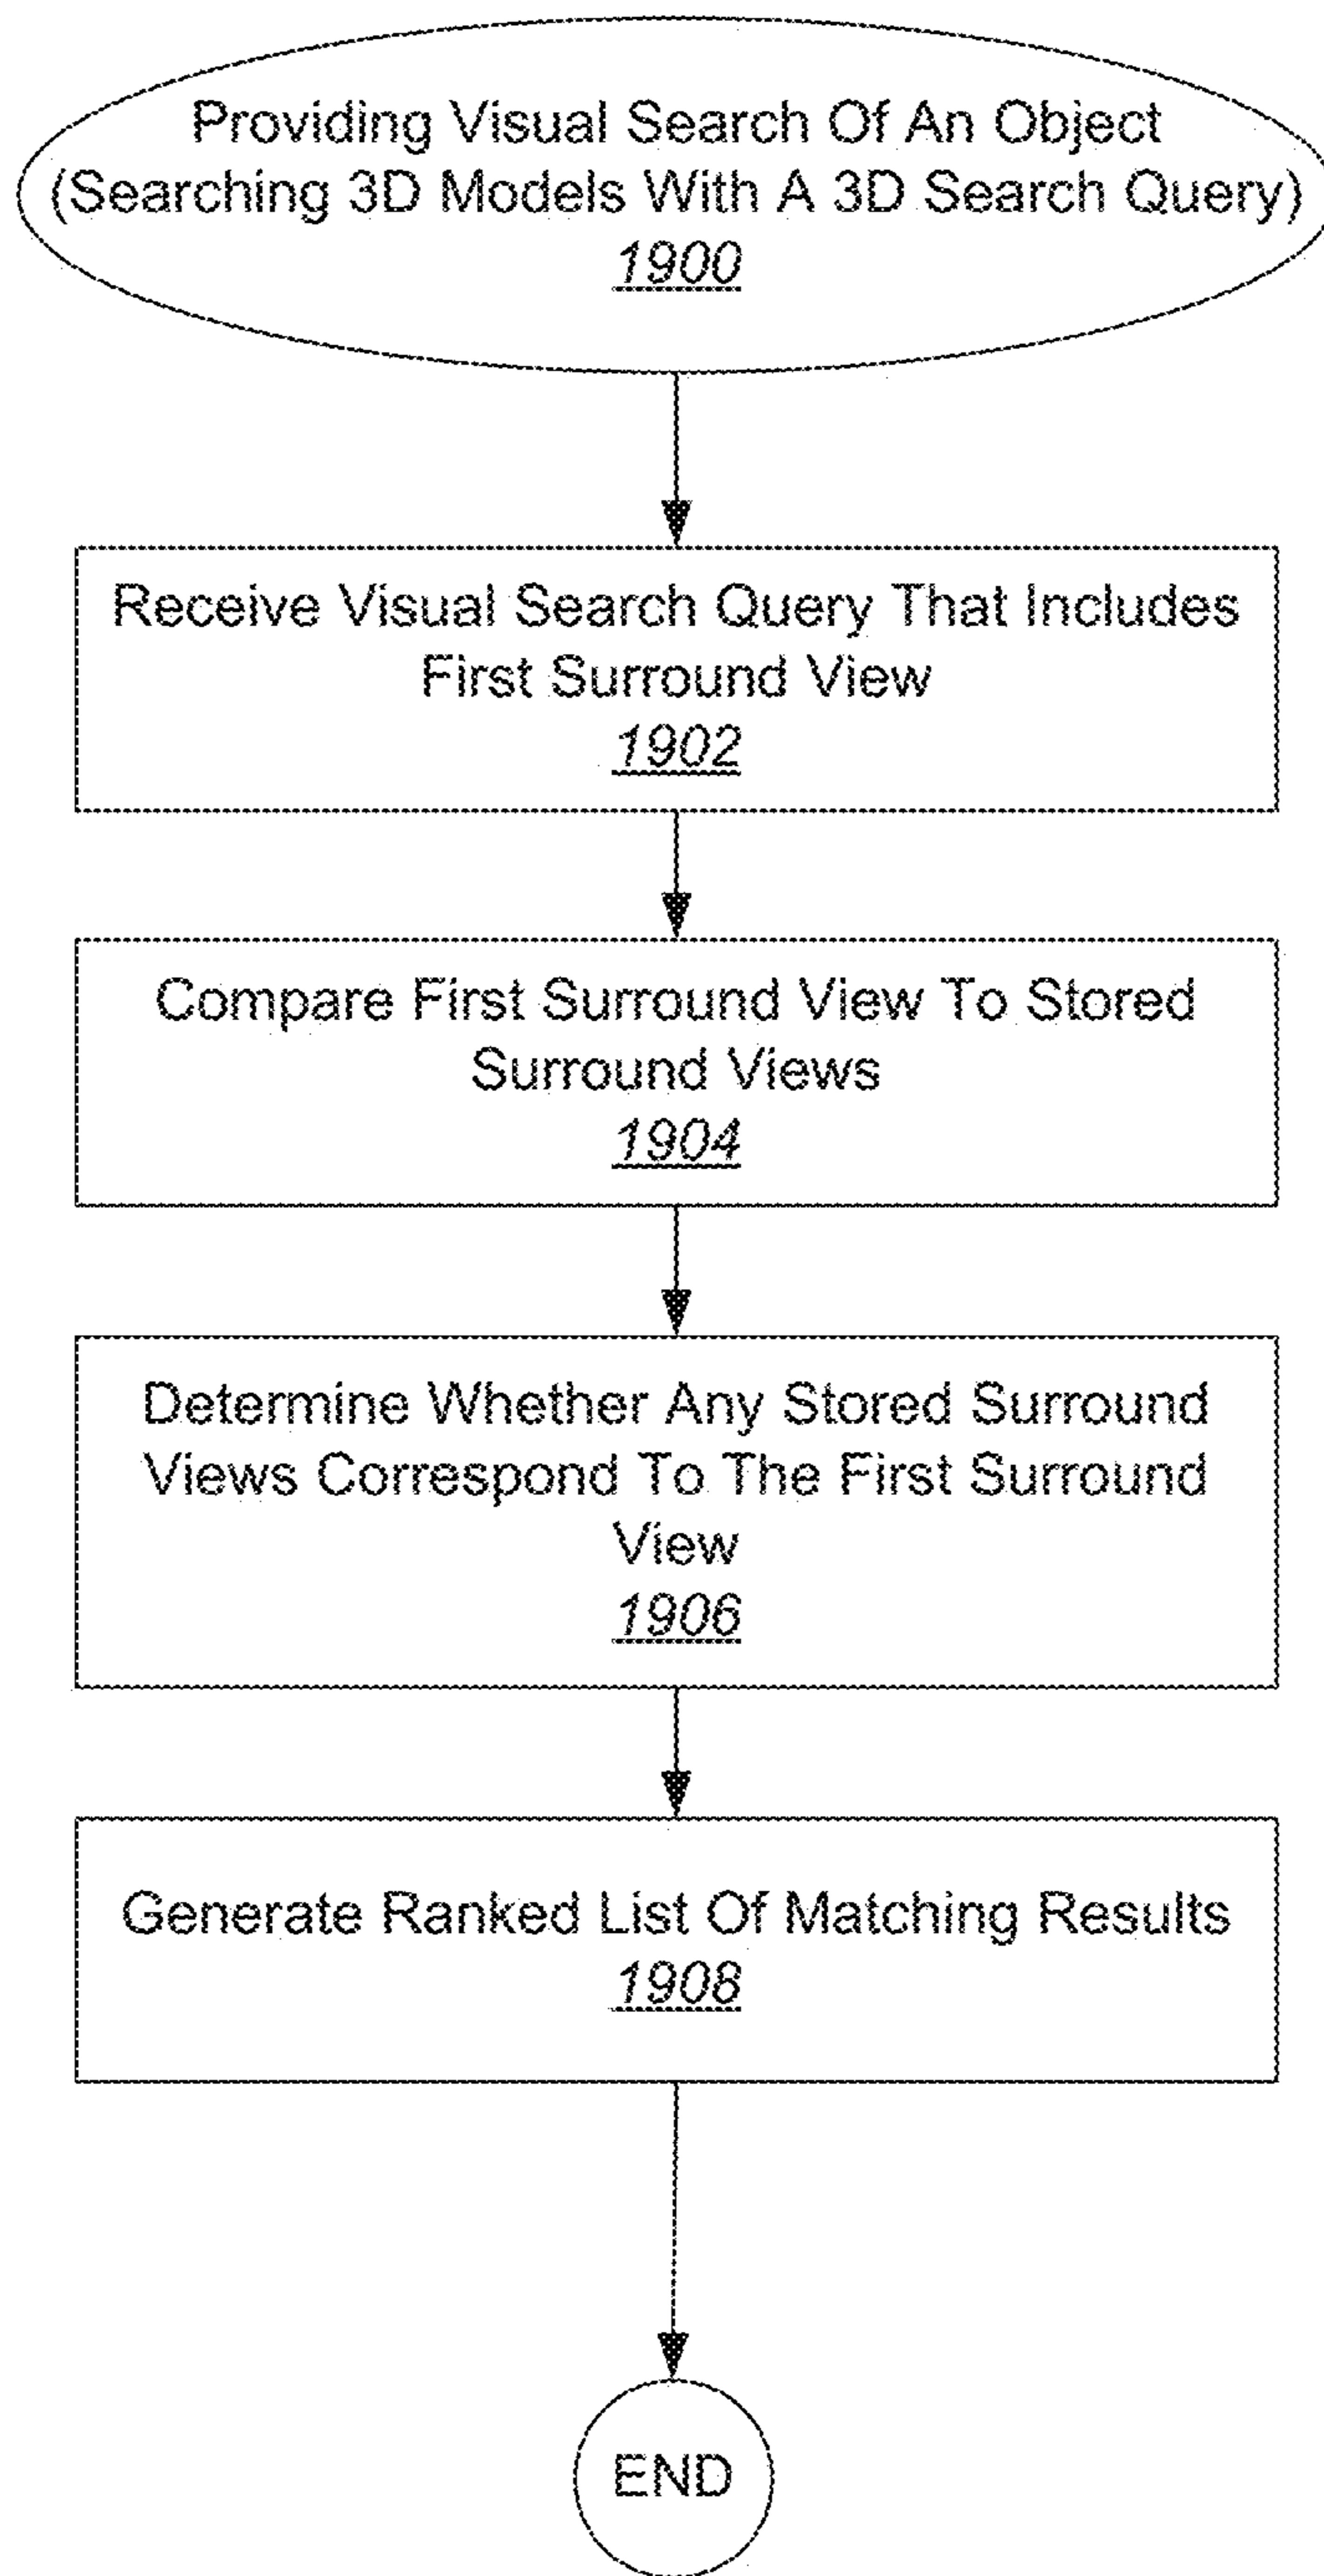 Providing Visual Search Of An Object
(Searching 3D Models With A 3D Search Query)
1900
Receive Visual Search Query That Includes
First Surround View
1902
Compare First Surround View To Stored
Surround Views
1904
Determine Whether Any Stored Surround
Views Correspond To The First Surround
View
1906
Generate Ranked List Of Matching Results
1908
END